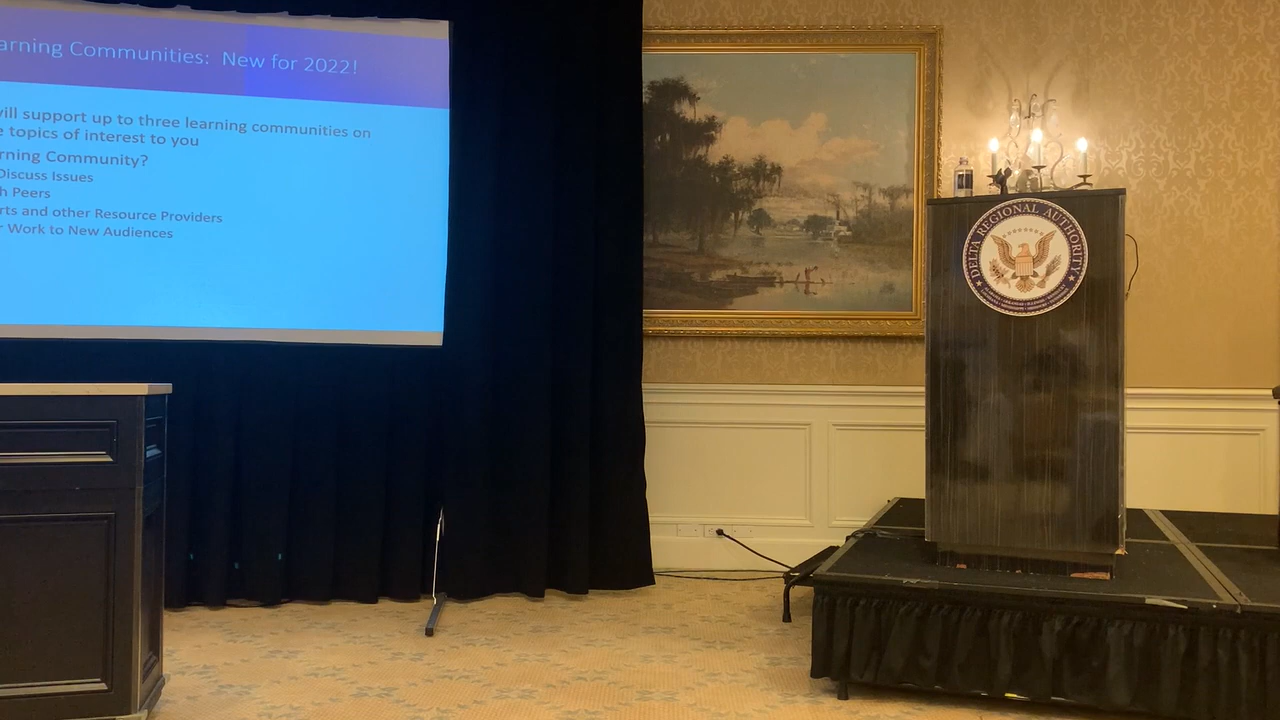 arning Communities: New for 2022!
will support up to three learning communities on
e topics of interest to you
rning Community?
Discuss Issues
h Peers
rts and other Resource Providers
r Work to New Audiences
DELTA REGIONAL AUTHORITY